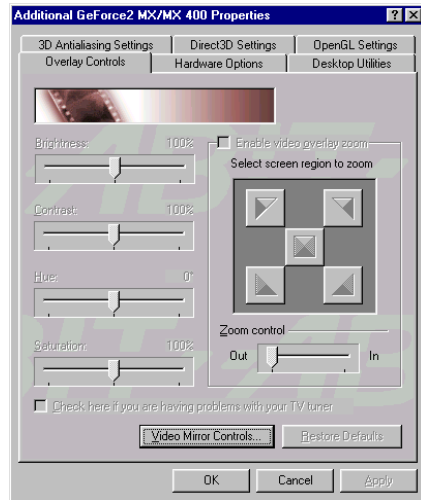 Additional GeForce2 MX/MX 400 Properties
3D Antialiasing Settings Direct3D Settings OpenGL Settings
Overlay Controls Hardware Options Desktop Utilities
Brightness: 100%
Enable video overlay zoom
Select screen region to zoom
Contrast: 100%
Hue: 0°
Zoom control
Saturation: 100%
Out In
Check here if you are having problems with your TV tuner
Video Mirror Controls... Restore Defaults
OK Cancel Apply